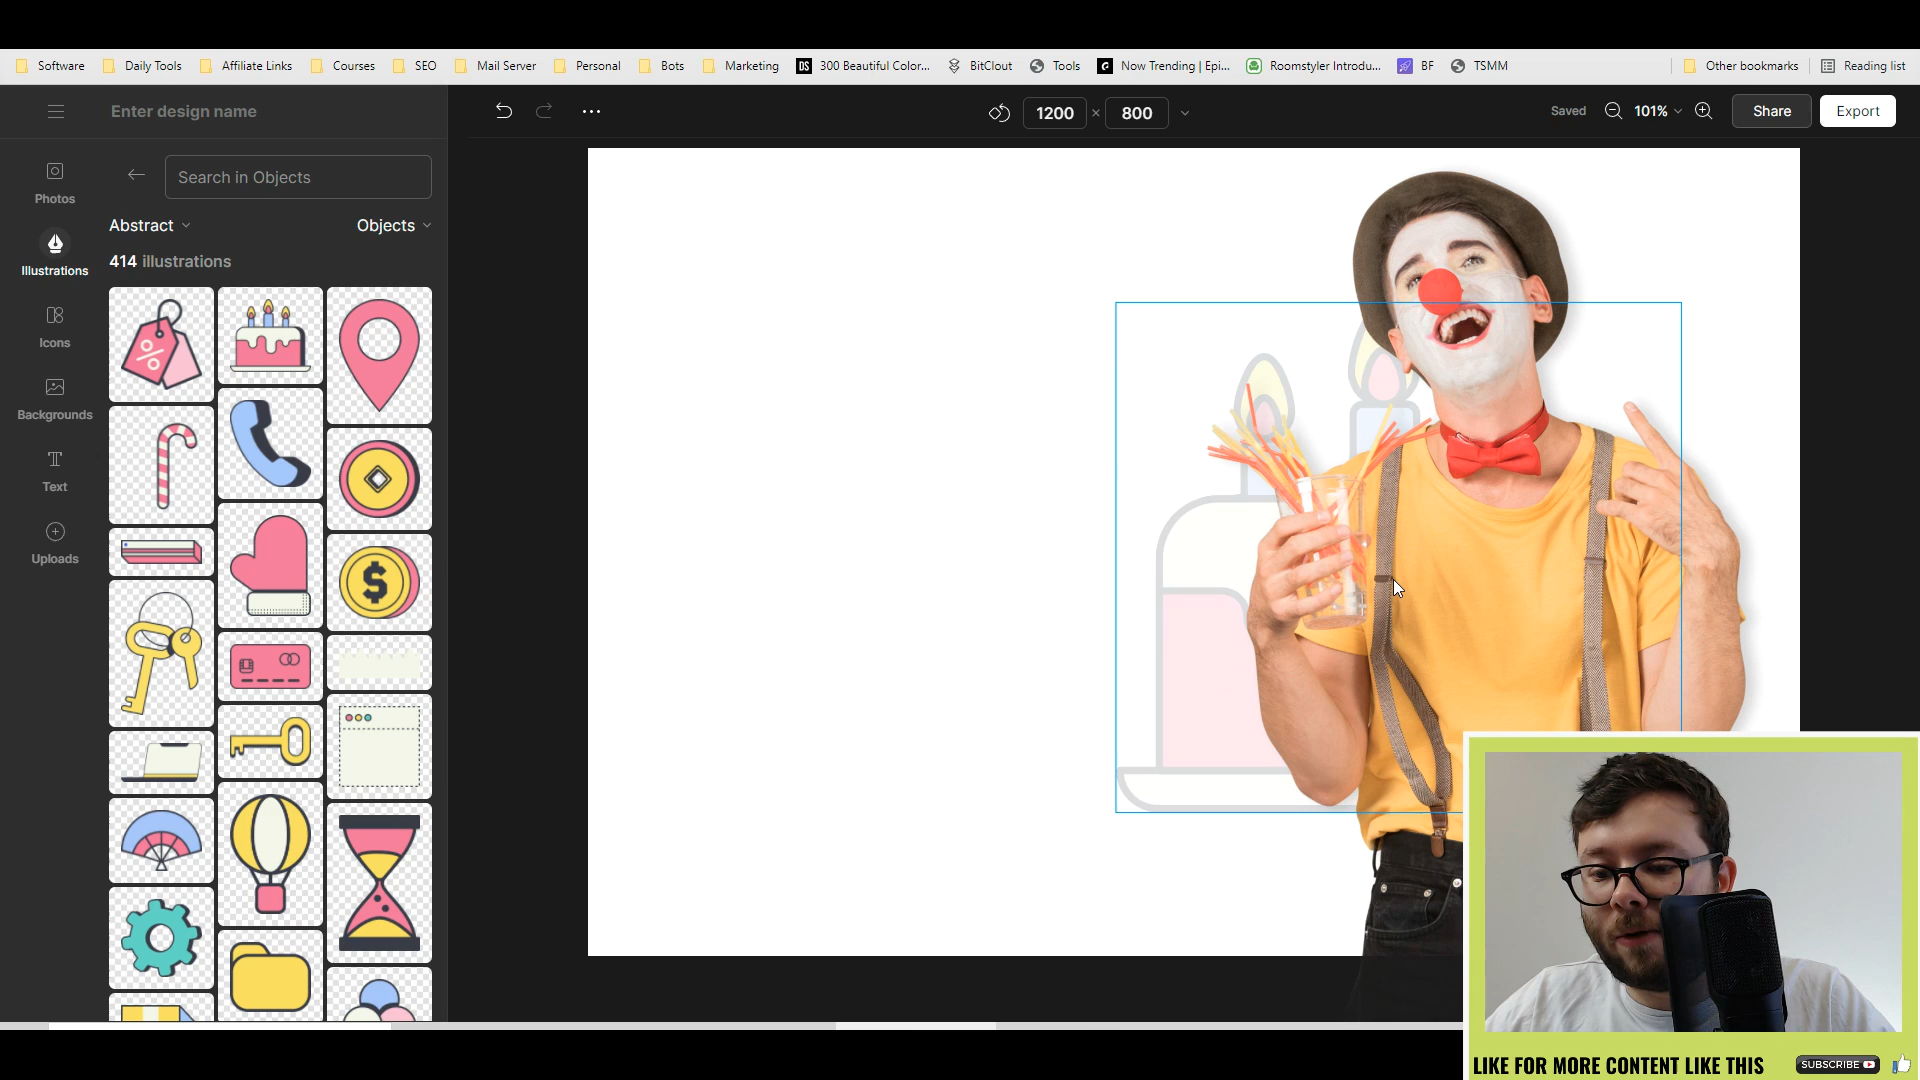 Software
Daily Tools
Affiliate Links
Courses
SEO
Mail Server
Personal
Bots
Marketing
DS
300 Beautiful Color...
BitClout
Tools
Now Trending | Epi...
Roomstyler Introdu...
BF
TSMM
Other bookmarks
Reading list
Enter design name
1200 × 800
Saved
101%
Share
Export
Photos
Illustrations
Icons
Backgrounds
Text
Uploads
Search in Objects
Abstract
Objects
414 illustrations
%
$
LIKE FOR MORE CONTENT LIKE THIS
SUBSCRIBE